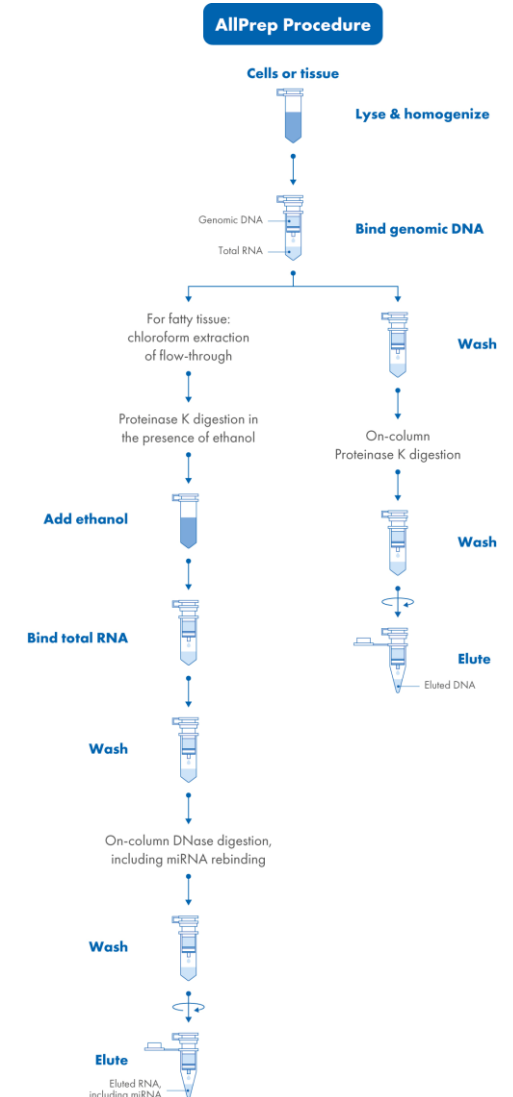 AllPrep Procedure
Cells or tissue
Lyse & homogenize
Genomic DNA
Total RNA
Bind genomic DNA
For fatty tissue:
chloroform extraction
of flow-through
Wash
Proteinase K digestion in
the presence of ethanol
On-column
Proteinase K digestion
Add ethanol
Wash
Bind total RNA
Elute
Eluted DNA
Wash
On-column DNase digestion,
including miRNA rebinding
Wash
Elute
Eluted RNA,
including miRNA